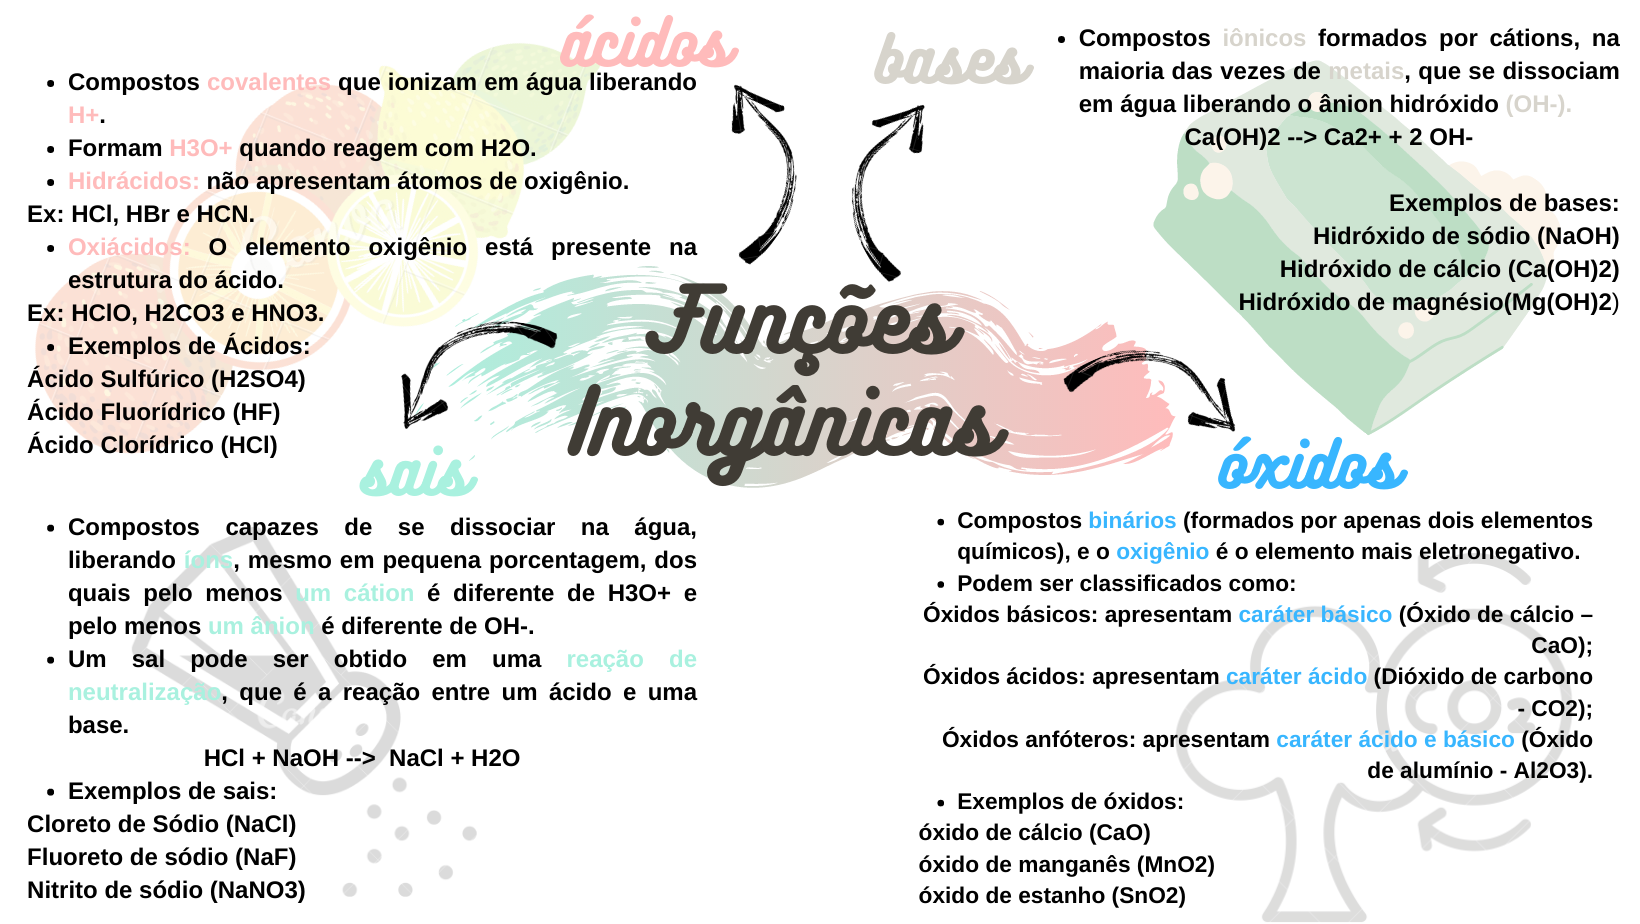 ácidos
• Compostos covalentes que ionizam em água liberando
H+.
• Formam H3O+ quando reagem com H2O.
• Hidrácidos: não apresentam átomos de oxigênio.
Ex: HCl, HBr e HCN.
• Oxiácidos: O elemento oxigênio está presente na
estrutura do ácido.
Ex: HClO, H2CO3 e HNO3.
• Exemplos de Ácidos:
Ácido Sulfúrico (H2SO4)
Ácido Fluorídrico (HF)
Ácido Clorídrico (HCl)
bases
• Compostos iônicos formados por cátions, na
maioria das vezes de metais, que se dissociam
em água liberando o ânion hidróxido (OH-).
Ca(OH)2 --> Ca2+ + 2 OH-
Exemplos de bases:
Hidróxido de sódio (NaOH)
Hidróxido de cálcio (Ca(OH)2)
Hidróxido de magnésio(Mg(OH)2)
Funções
Inorgânicas
sais
• Compostos capazes de se dissociar na água,
liberando íons, mesmo em pequena porcentagem, dos
quais pelo menos um cátion é diferente de H3O+ e
pelo menos um ânion é diferente de OH-.
• Um sal pode ser obtido em uma reação de
neutralização, que é a reação entre um ácido e uma
base.
HCl + NaOH --> NaCl + H2O
• Exemplos de sais:
Cloreto de Sódio (NaCl)
Fluoreto de sódio (NaF)
Nitrito de sódio (NaNO3)
óxidos
• Compostos binários (formados por apenas dois elementos
químicos), e o oxigênio é o elemento mais eletronegativo.
• Podem ser classificados como:
Óxidos básicos: apresentam caráter básico (Óxido de cálcio –
CaO);
Óxidos ácidos: apresentam caráter ácido (Dióxido de carbono
- CO2);
Óxidos anfóteros: apresentam caráter ácido e básico (Óxido
de alumínio - Al2O3).
• Exemplos de óxidos:
óxido de cálcio (CaO)
óxido de manganês (MnO2)
óxido de estanho (SnO2)
CO2